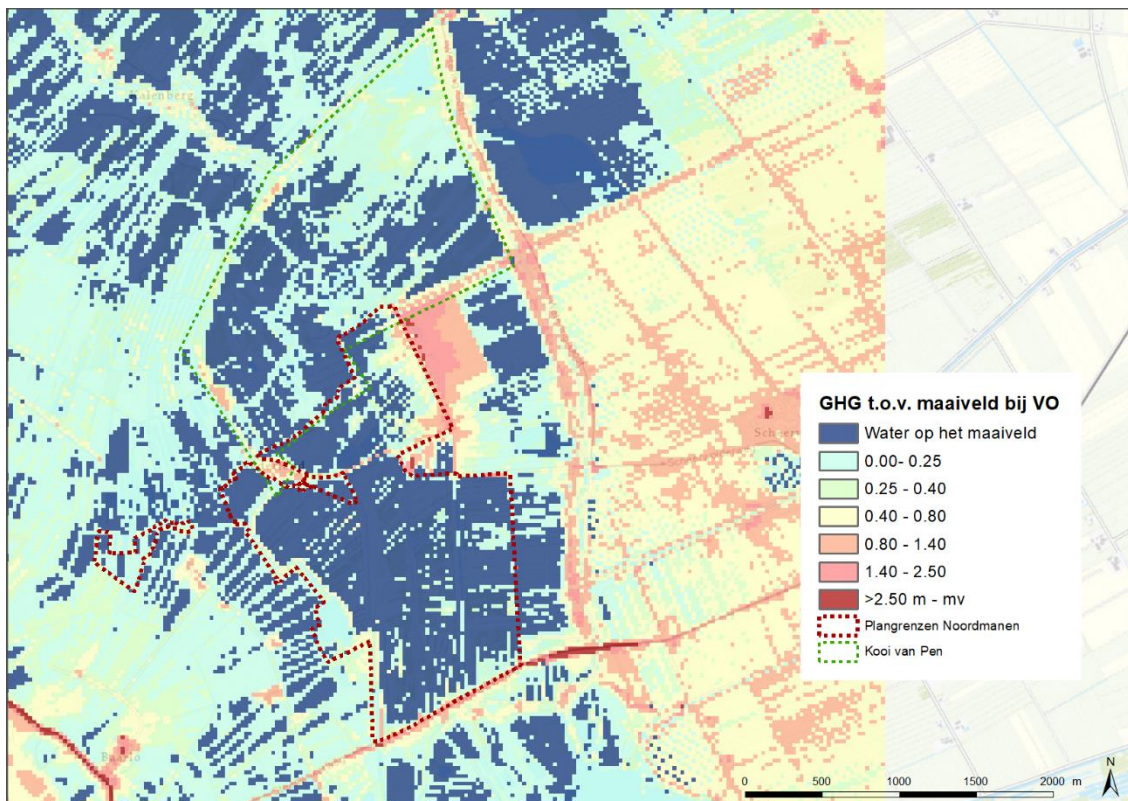 Kalenberg
GHG t.o.v. maaiveld bij VO
Water op het maaiveld
0.00- 0.25
0.25 - 0.40
0.40 - 0.80
0.80 - 1.40
1.40 - 2.50
>2.50 m - mv
Plangrenzen Noordmanen
Kooi van Pen
N
0 500 1000 1500 2000 m